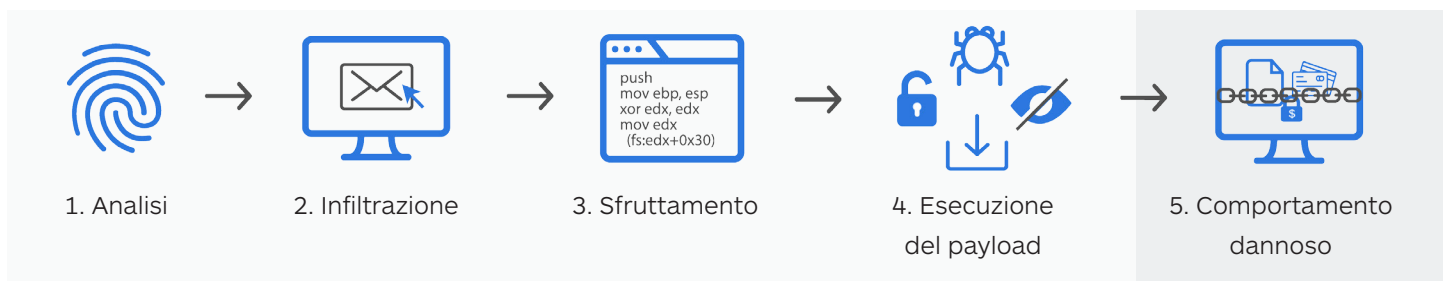 push
mov ebp, esp
xor edx, edx
mov edx
(fs:edx+0x30)
$
1. Analisi
2. Infiltrazione
3. Sfruttamento
4. Esecuzione
del payload
5. Comportamento
dannoso